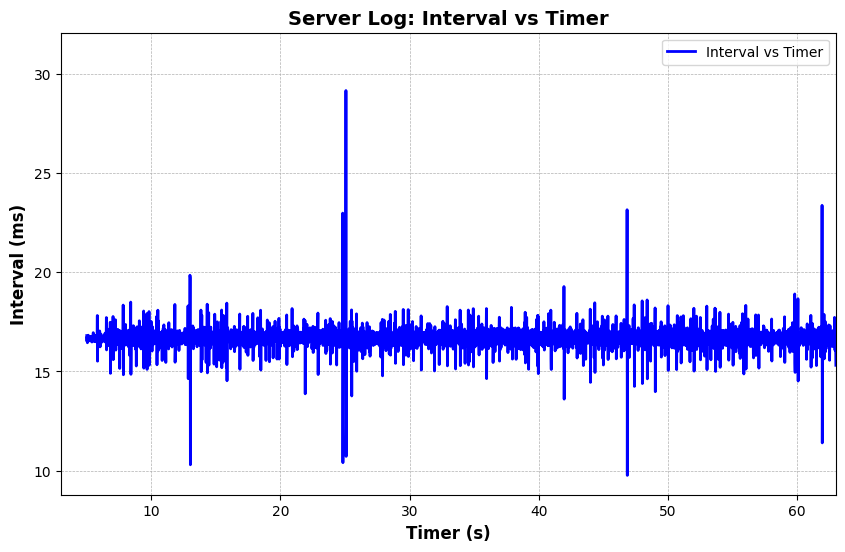 Server Log: Interval vs Timer
Interval vs Timer
30
25
20
15
10
Interval (ms)
10 20 30 40 50 60
Timer (s)